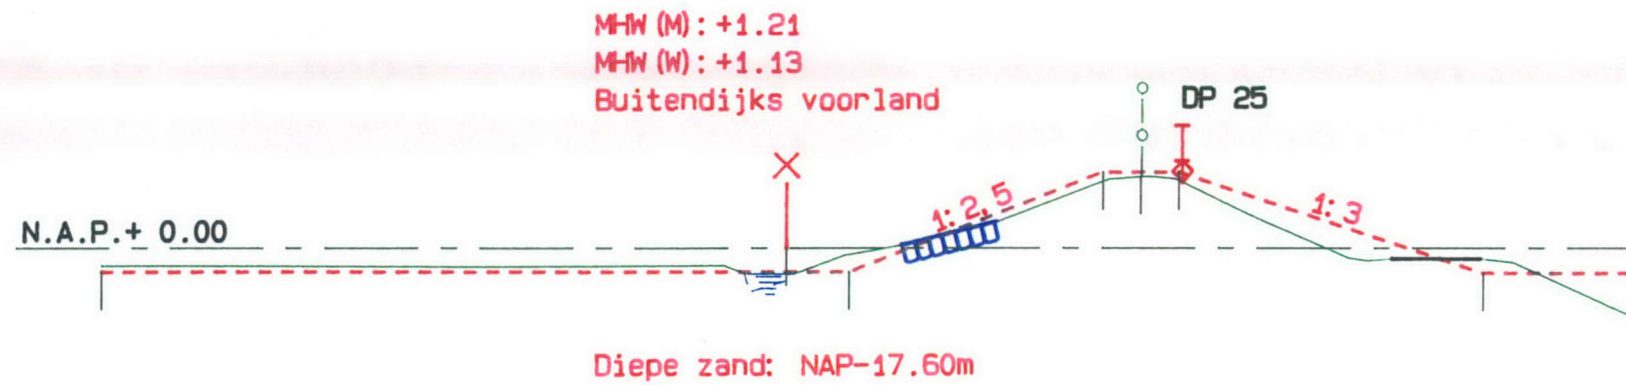 MHW (M): +1.21
MHW (W): +1.13
Buitendijks voorland
DP 25
1: 2,5
1: 3
N.A.P.+ 0.00
Diepe zand: NAP-17.60m